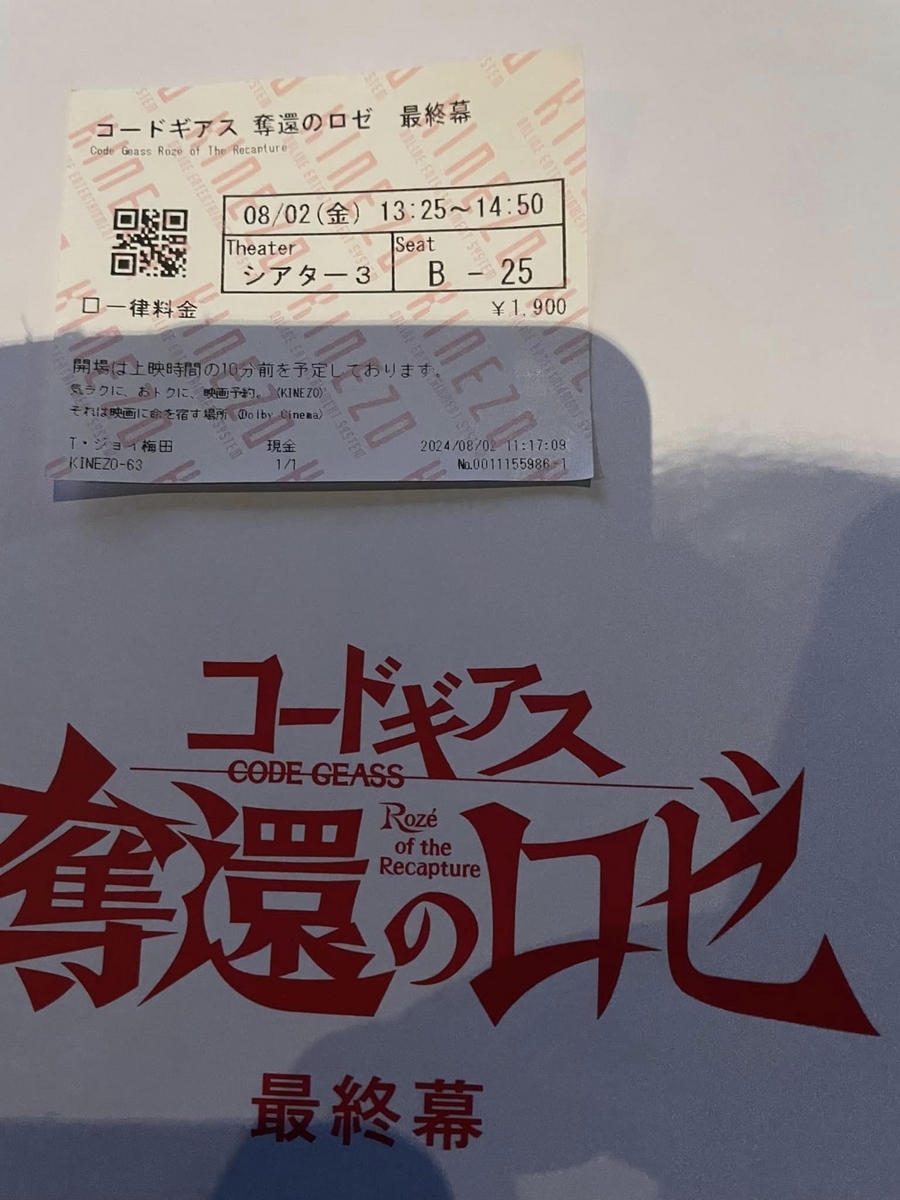 コードギアス 奪還のロゼ 最終幕
Code Geass Roze of The Recapture
08/02(金) 13:25～14:50
Theater
シアター3
Seat
B - 25
口一律料金
¥1,900
開場は上映時間の10分前を予定しております。
気ラクに、おトクに、映画予約。(KINEZO)
それは映画に命を宿す場所 (Dolby Cinema)
T・ジョイ梅田 現金 2024/08/02 11:17:09
KINEZO-63 1/1 No.0011155986-1
コードギアス
CODE GEASS
奪還のロゼ
Rozé
of the
Recapture
最終幕